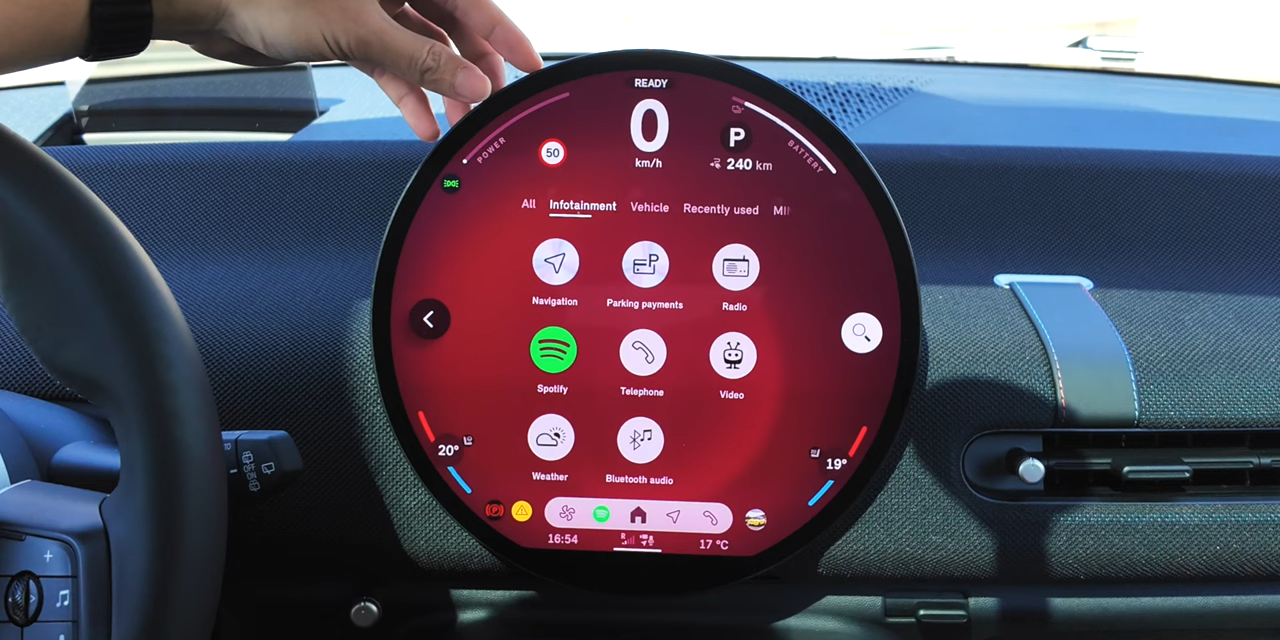 READY
0
km/h
POWER
50
P
240 km
BATTERY
All Infotainment Vehicle Recently used MI
Navigation Parking payments Radio
Spotify Telephone Video
Weather Bluetooth audio
20°
19°
16:54
R
17 °C